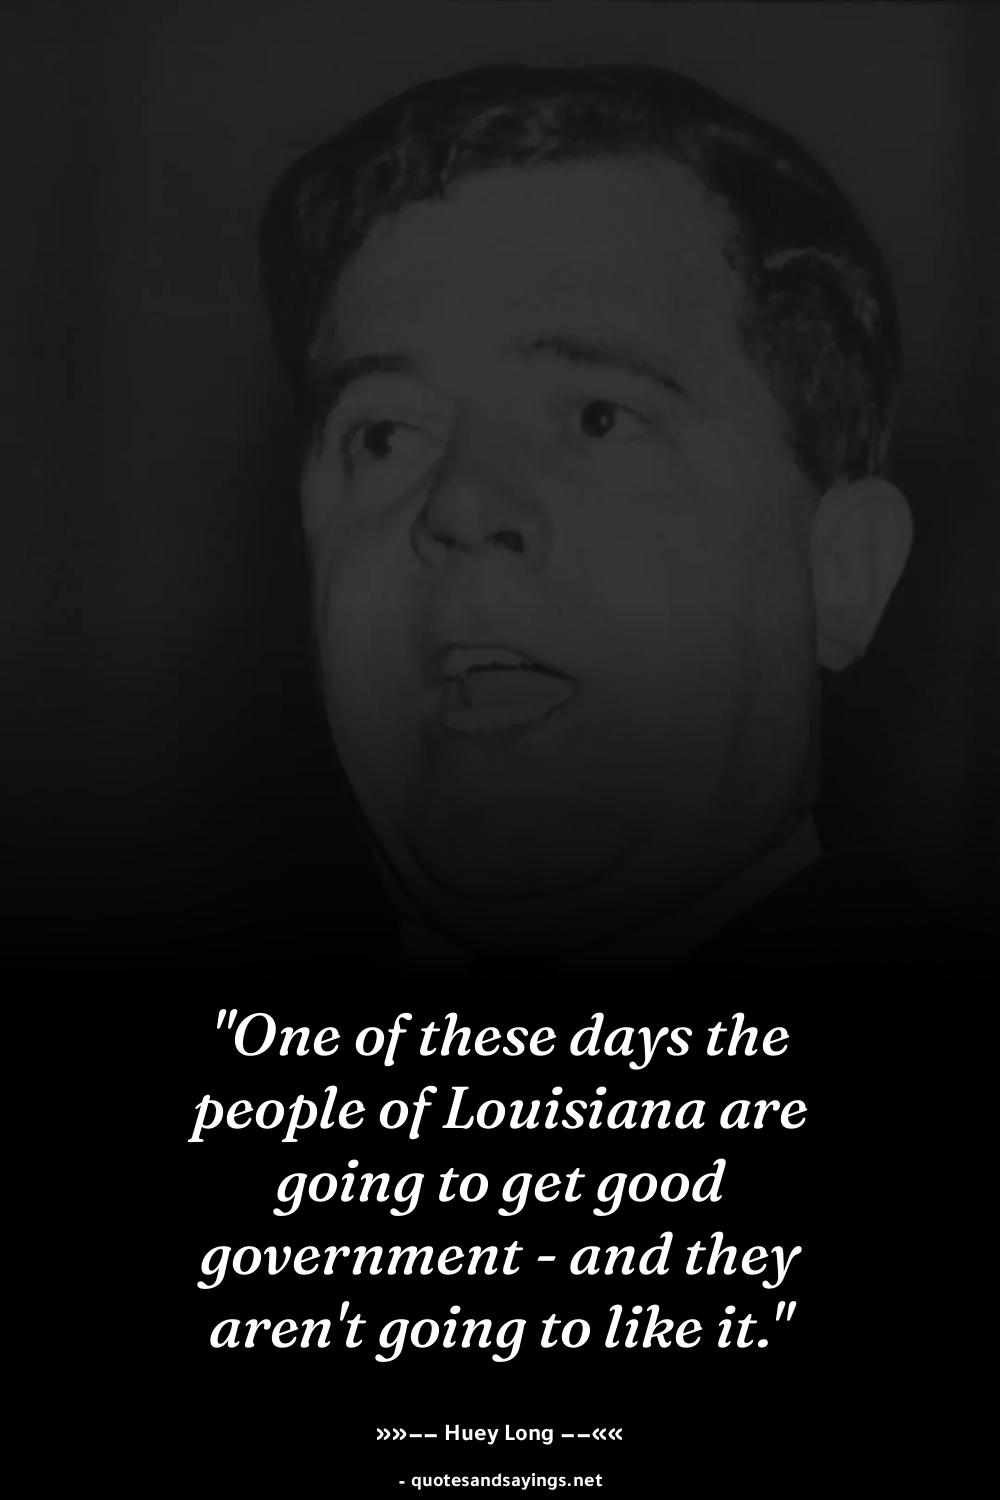 "One of these days the
people of Louisiana are
going to get good
government - and they
aren't going to like it."
»»−− Huey Long −−««
- quotesandsayings.net